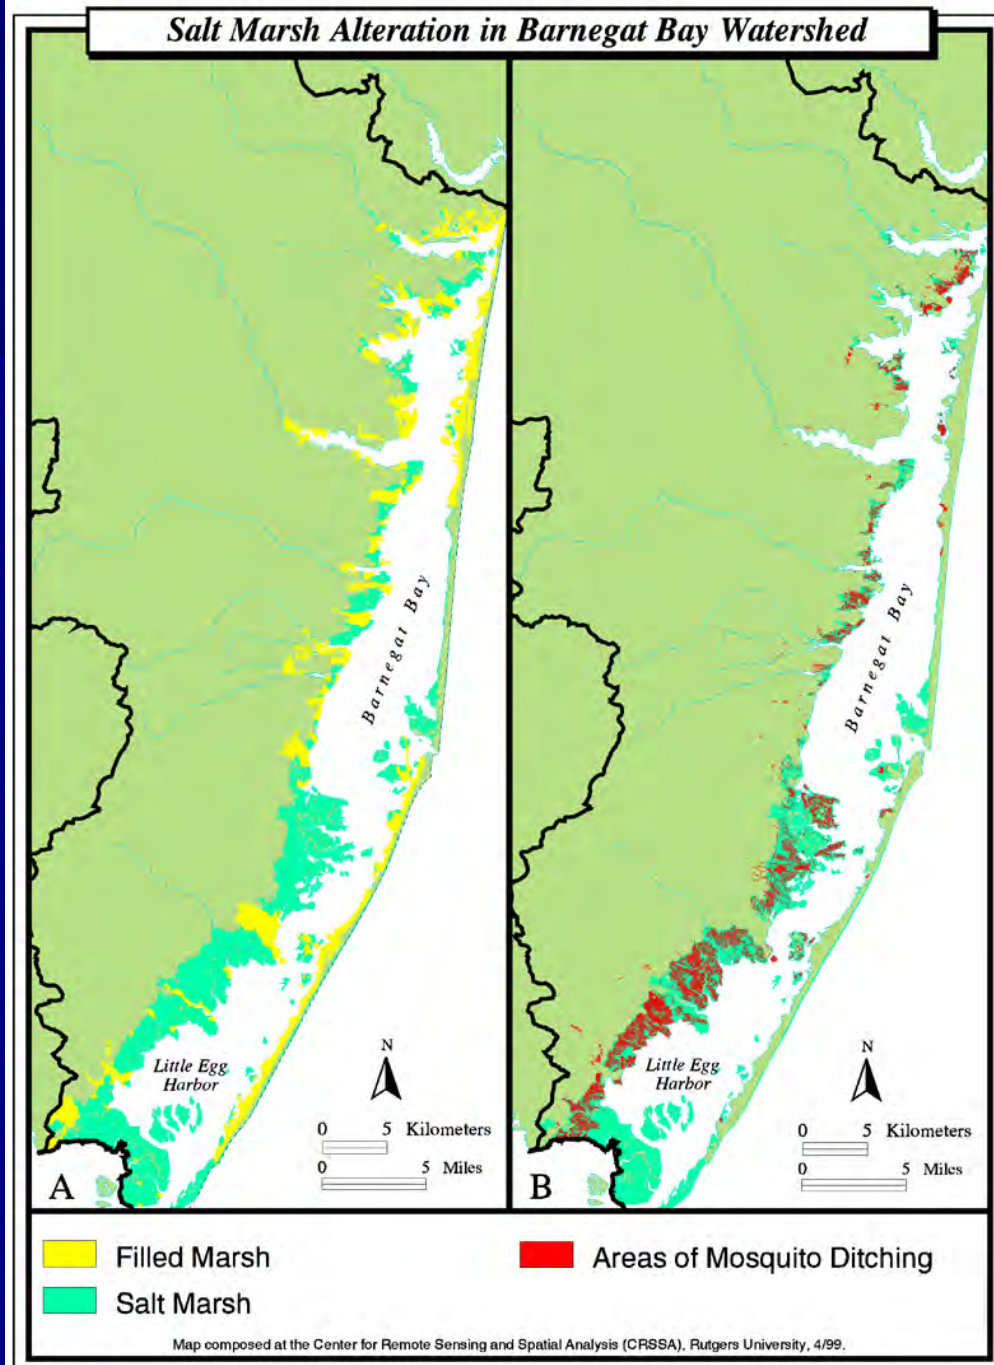 Salt Marsh Alteration in Barnegat Bay Watershed
Barnegat Bay
Little Egg
Harbor
N
0 5 Kilometers
0 5 Miles
A
Barnegat Bay
Little Egg
Harbor
N
0 5 Kilometers
0 5 Miles
B
Filled Marsh
Salt Marsh
Areas of Mosquito Ditching
Map composed at the Center for Remote Sensing and Spatial Analysis (CRSSA), Rutgers University, 4/99.